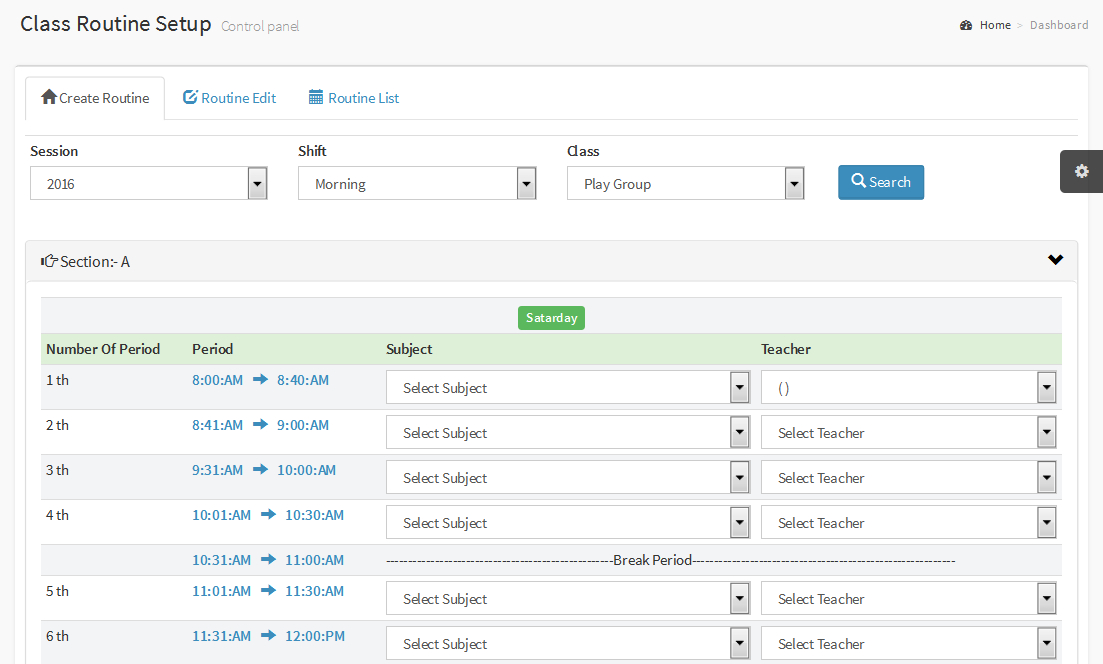 Class Routine Setup Control panel
Home > Dashboard
Create Routine Routine Edit Routine List
Session Shift Class
2016 Morning Play Group Search
Section:- A
Satarday
Number Of Period Period Subject Teacher
1 th 8:00:AM 8:40:AM Select Subject ( )
2 th 8:41:AM 9:00:AM Select Subject Select Teacher
3 th 9:31:AM 10:00:AM Select Subject Select Teacher
4 th 10:01:AM 10:30:AM Select Subject Select Teacher
10:31:AM 11:00:AM ----------------------------------------------------Break Period------------------------------------------------------------
5 th 11:01:AM 11:30:AM Select Subject Select Teacher
6 th 11:31:AM 12:00:PM Select Subject Select Teacher